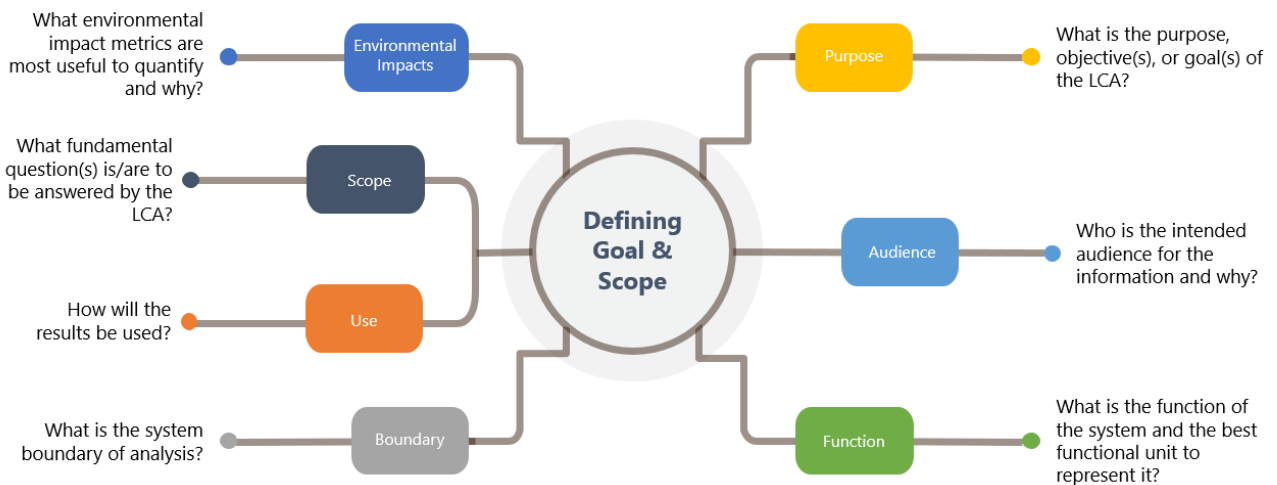 What environmental
impact metrics are
most useful to quantify
and why?
Environmental
Impacts
What fundamental
question(s) is/are to
be answered by the
LCA?
Scope
How will the
results be used?
Use
What is the system
boundary of analysis?
Boundary
Defining
Goal &
Scope
Purpose
What is the purpose,
objective(s), or goal(s) of
the LCA?
Audience
Who is the intended
audience for the
information and why?
Function
What is the function of
the system and the best
functional unit to
represent it?